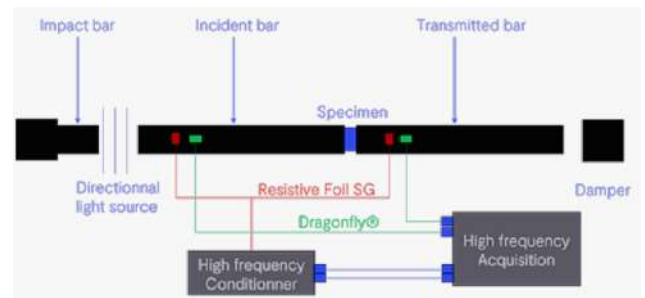 Impact bar
Incident bar
Transmitted bar
Specimen
Directionnal
light source
Resistive Foil SG
Damper
Dragonfly®
High frequency
Acquisition
High frequency
Conditionner